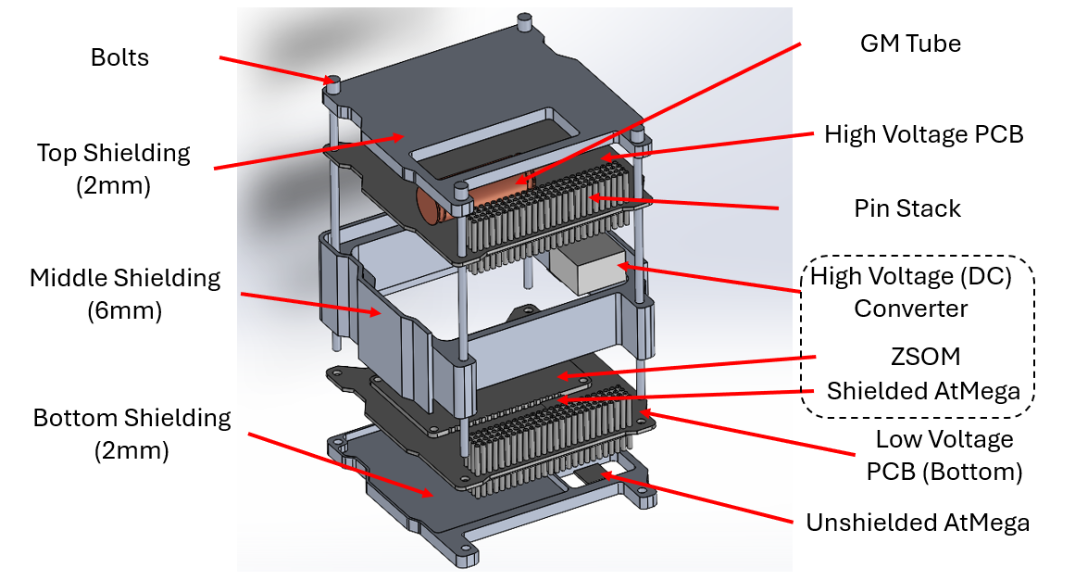 Bolts
GM Tube
Top Shielding
(2mm)
High Voltage PCB
Pin Stack
Middle Shielding
(6mm)
High Voltage (DC)
Converter
ZSOM
Shielded AtMega
Bottom Shielding
(2mm)
Low Voltage
PCB (Bottom)
Unshielded AtMega